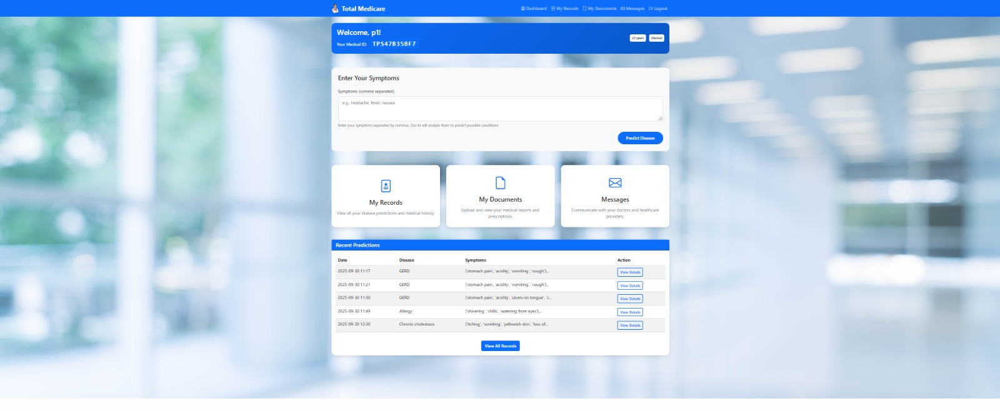 Total Medicare
Dashboard My Records My Documents Messages Logout
Welcome, p1!
Your Medical ID: TPS47B35BF7
23 years chennai
Enter Your Symptoms
Symptoms (comma separated)
e.g., headache, fever, nausea
Enter your symptoms separated by commas. Our AI will analyze them to predict possible conditions.
Predict Disease
My Records
View all your disease predictions and medical history.
My Documents
Upload and view your medical reports and
prescriptions.
Messages
Communicate with your doctors and healthcare
providers.
Recent Predictions
Date Disease Symptoms Action
2025-09-30 11:17 GERD ['stomach pain', 'acidity', 'vomiting', 'cough']... View Details
2025-09-30 11:21 GERD ['stomach pain', 'acidity', 'vomiting', 'cough']... View Details
2025-09-30 11:30 GERD ['stomach pain', 'acidity', 'ulcers on tongue', 'c... View Details
2025-09-30 11:49 Allergy ['shivering', 'chills', 'watering from eyes']... View Details
2025-09-30 12:30 Chronic cholestasis ['itching', 'vomiting', 'yellowish skin', 'loss of... View Details
View All Records